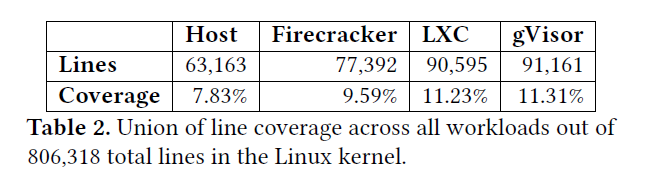 Host Firecracker LXC gVisor
Lines 63,163 77,392 90,595 91,161
Coverage 7.83% 9.59% 11.23% 11.31%
Table 2. Union of line coverage across all workloads out of
806,318 total lines in the Linux kernel.